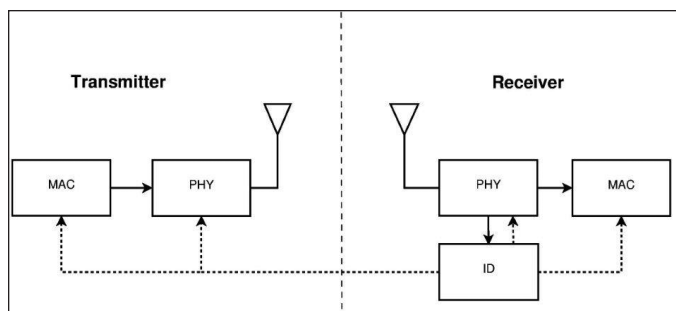 Transmitter
Receiver
MAC
PHY
PHY
MAC
ID